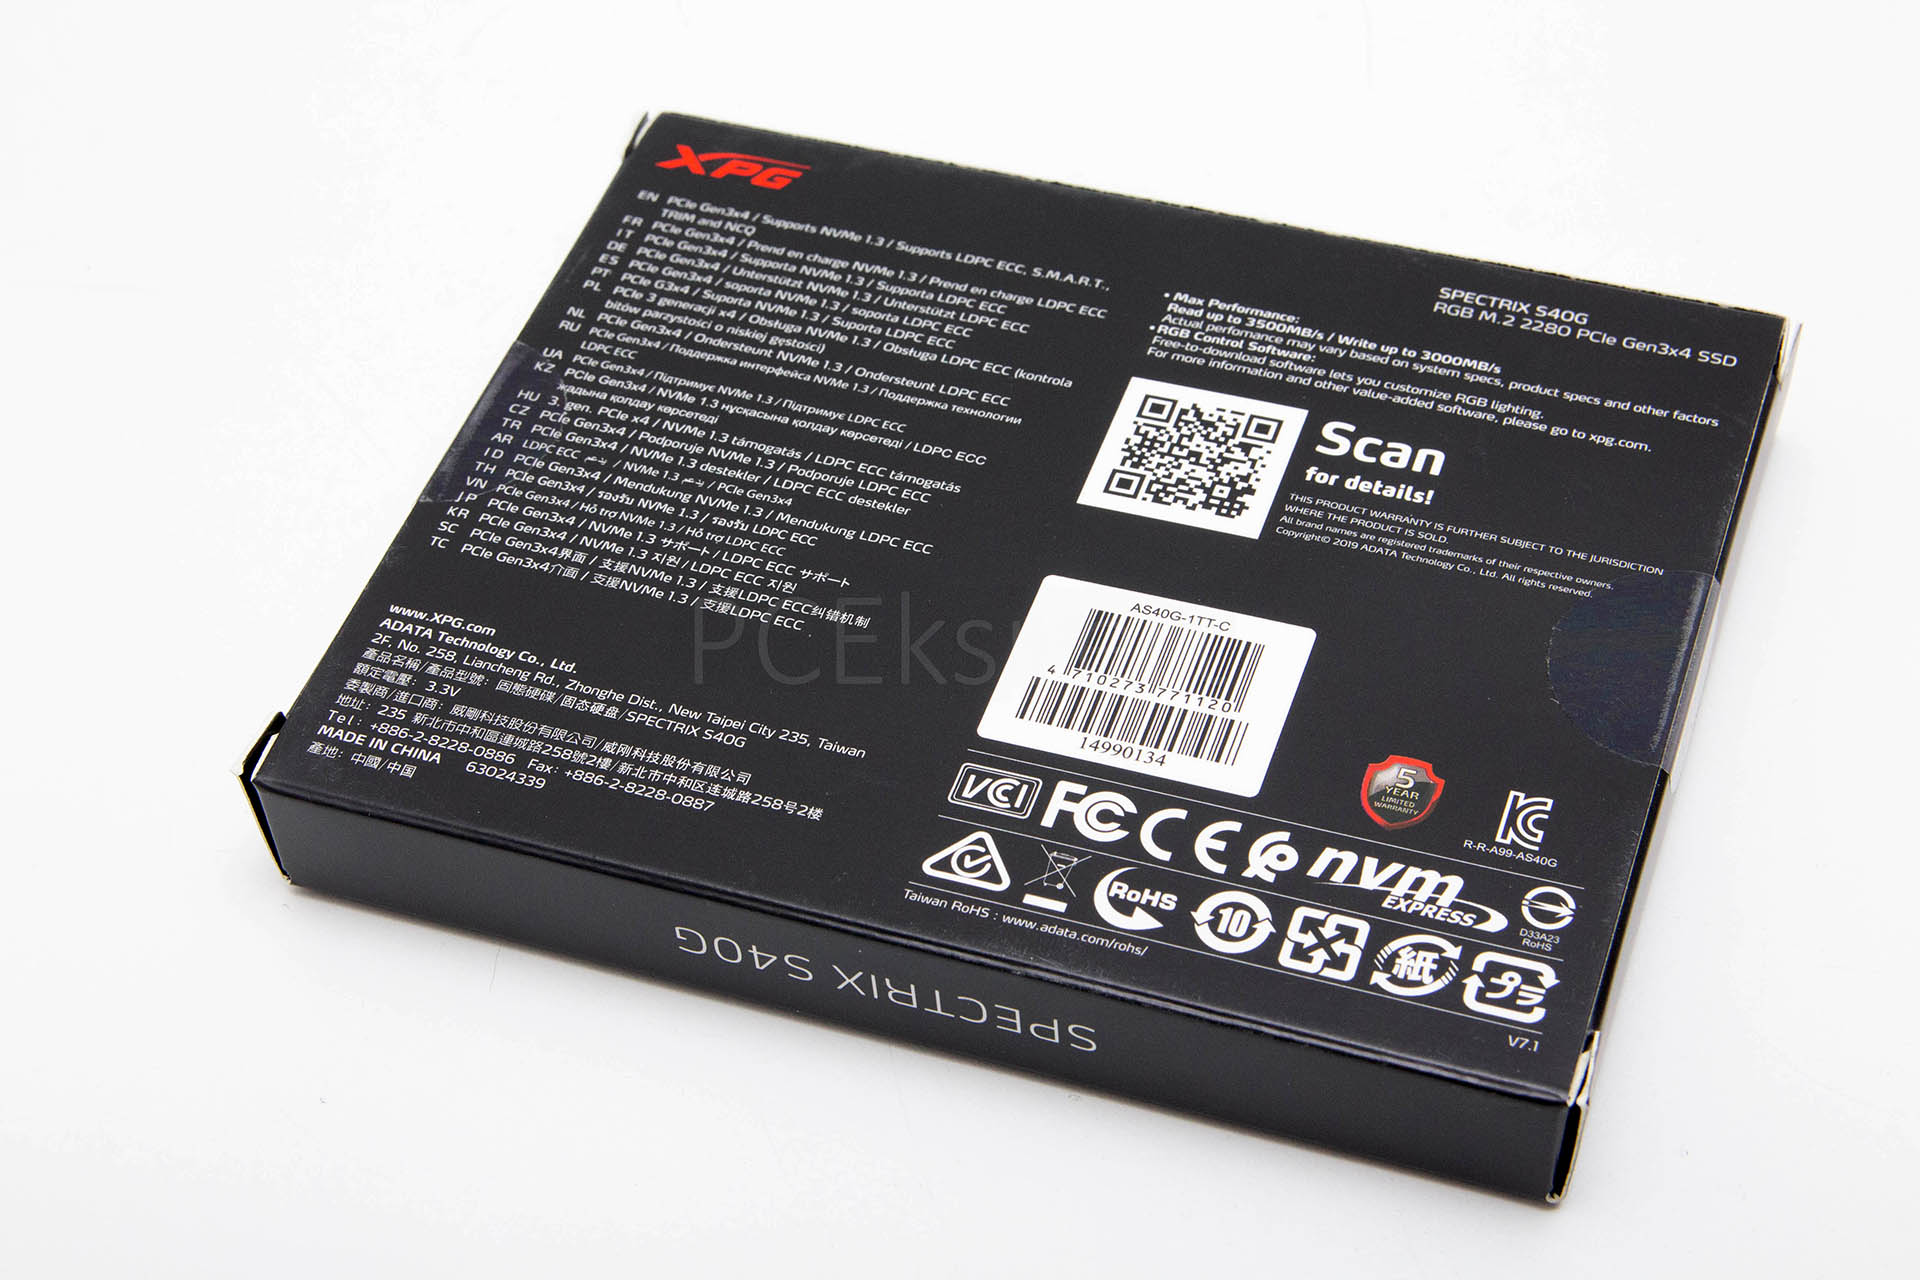 XPG
EN PCIe Gen3x4 / Supports NVMe 1.3 / Supports LDPC ECC, S.M.A.R.T.,
TRIM and NCQ
FR PCIe Gen3x4 / Prend en charge NVMe 1.3 / Prend en charge LDPC ECC
IT PCIe Gen3x4 / Supporta NVMe 1.3 / Supporta LDPC ECC
DE PCIe Gen3x4 / Unterstützt NVMe 1.3 / Unterstützt LDPC ECC
ES PCIe Gen3x4 / soporta NVMe 1.3 / soporta LDPC ECC
PT PCIe G3x4 / Suporta NVMe 1.3 / Suporta LDPC ECC
PL PCIe 3 generacji x4 / Obsługa NVMe 1.3 / Obsługa LDPC ECC (kontrola
bitów parzystości o niskiej gęstości)
NL PCIe Gen3x4 / Ondersteunt NVMe 1.3 / Ondersteunt LDPC ECC
RU PCIe Gen3x4 / Поддержка интерфейса NVMe 1.3 / Поддержка технологии
LDPC ECC
UA PCIe Gen3x4 / Підтримує NVMe 1.3 / Підтримує LDPC ECC
KZ PCIe Gen3x4 / NVMe 1.3 нұсқасына қолдау көрсетеді / LDPC ECC
жағдына қолдау көрсетеді
HU 3. gen. PCIe x4 / NVMe 1.3 támogatás / LDPC ECC támogatás
CZ PCIe Gen3x4 / Podporuje NVMe 1.3 / Podporuje LDPC ECC
TR PCIe Gen3x4 / NVMe 1.3 destekler / LDPC ECC destekler
AR LDPC ECC يدعم / NVMe 1.3 يدعم / PCIe Gen3x4
ID PCIe Gen3x4 / Mendukung NVMe 1.3 / Mendukung LDPC ECC
TH PCIe Gen3x4 / รองรับ NVMe 1.3 / รองรับ LDPC ECC
VN PCIe Gen3x4 / Hỗ trợ NVMe 1.3 / Hỗ trợ LDPC ECC
JP PCIe Gen3x4 / NVMe 1.3 サポート / LDPC ECC サポート
KR PCIe Gen3x4 / NVMe 1.3 지원 / LDPC ECC 지원
SC PCIe Gen3x4界面 / 支援NVMe 1.3 / 支援LDPC ECC纠错机制
TC PCIe Gen3x4介面 / 支援NVMe 1.3 / 支援LDPC ECC
www.XPG.com
ADATA Technology Co., Ltd.
2F, No. 258, Liancheng Rd., Zhonghe Dist., New Taipei City 235, Taiwan
產品名稱/產品型號：固態硬碟/固态硬盘/SPECTRIX S40G
額定電壓：3.3V
委製商/進口商：威剛科技股份有限公司/威刚科技股份有限公司
地址：235 新北市中和區連城路258號2樓/新北市中和区连城路258号2楼
Tel：+886-2-8228-0886 Fax：+886-2-8228-0887
MADE IN CHINA 63024339
產地：中國/中国
SPECTRIX S40G
RGB M.2 2280 PCIe Gen3x4 SSD
• Max Performance:
Read up to 3500MB/s / Write up to 3000MB/s
Actual perfornance may vary based on system specs, product specs and other factors
• RGB Control Software:
Free-to-download software lets you customize RGB lighting.
For more information and other value-added software, please go to xpg.com.
Scan
for details!
THIS PRODUCT WARRANTY IS FURTHER SUBJECT TO THE JURISDICTION
WHERE THE PRODUCT IS SOLD.
All brand names are registered trademarks of their respective owners.
Copyright© 2019 ADATA Technology Co., Ltd. All rights reserved.
AS40G-1TT-C
4 710273 771120
14990134
5
YEAR
LIMITED
WARRANTY
R-R-A99-AS40G
VCI FC CE nvm
EXPRESS
D33A23
RoHS
RoHS 10 紙 プラ
Taiwan RoHS : www.adata.com/rohs/
V7.1
SPECTRIX S40G